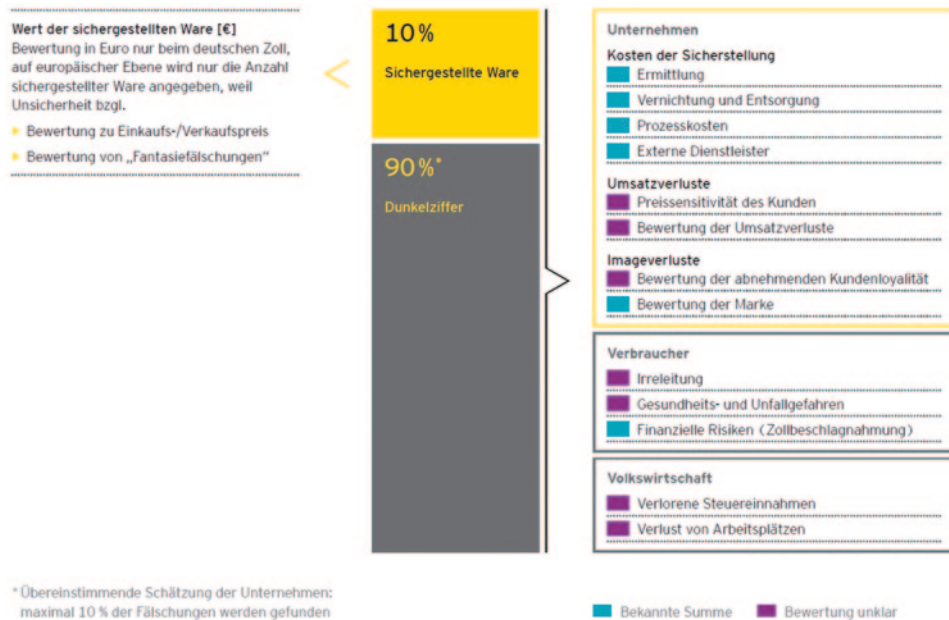 Wert der sichergestellten Ware [€]
Bewertung in Euro nur beim deutschen Zoll,
auf europäischer Ebene wird nur die Anzahl
sichergestellter Ware angegeben, weil
Unsicherheit bzgl.
Bewertung zu Einkaufs-/Verkaufspreis
Bewertung von „Fantasiefälschungen“
10 %
Sichergestellte Ware
90 %*
Dunkelziffer
Unternehmen
Kosten der Sicherstellung
Ermittlung
Vernichtung und Entsorgung
Prozesskosten
Externe Dienstleister
Umsatzverluste
Preissensitivität des Kunden
Bewertung der Umsatzverluste
Imageverluste
Bewertung der abnehmenden Kundenloyalität
Bewertung der Marke
Verbraucher
Irreleitung
Gesundheits- und Unfallgefahren
Finanzielle Risiken (Zollbeschlagnahmung)
Volkswirtschaft
Verlorene Steuereinnahmen
Verlust von Arbeitsplätzen
* Übereinstimmende Schätzung der Unternehmen:
maximal 10 % der Fälschungen werden gefunden
Bekannte Summe
Bewertung unklar